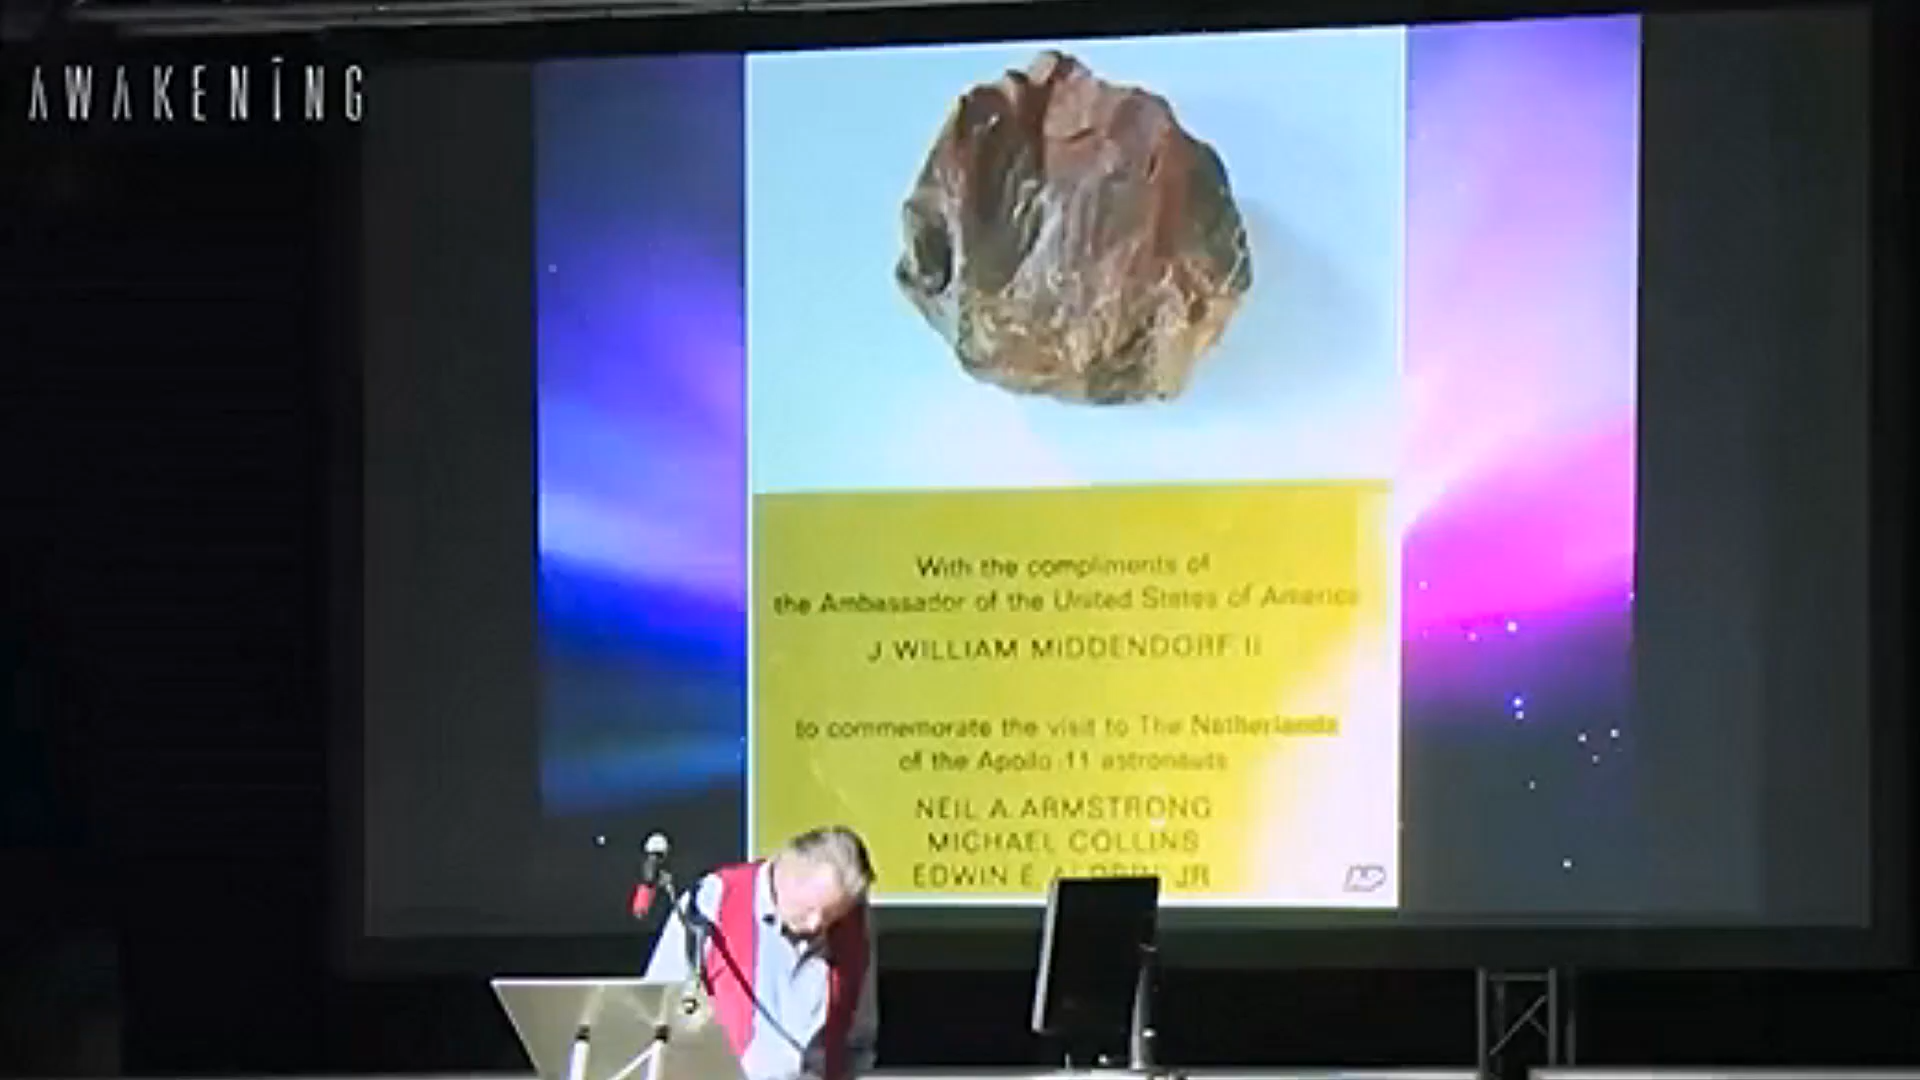 AWAKENING
With the compliments of
the Ambassador of the United States of America
J. WILLIAM MIDDENDORF II
to commemorate the visit to The Netherlands
of the Apollo-11 astronauts
NEIL A. ARMSTRONG
MICHAEL COLLINS
EDWIN E. ALDRIN JR